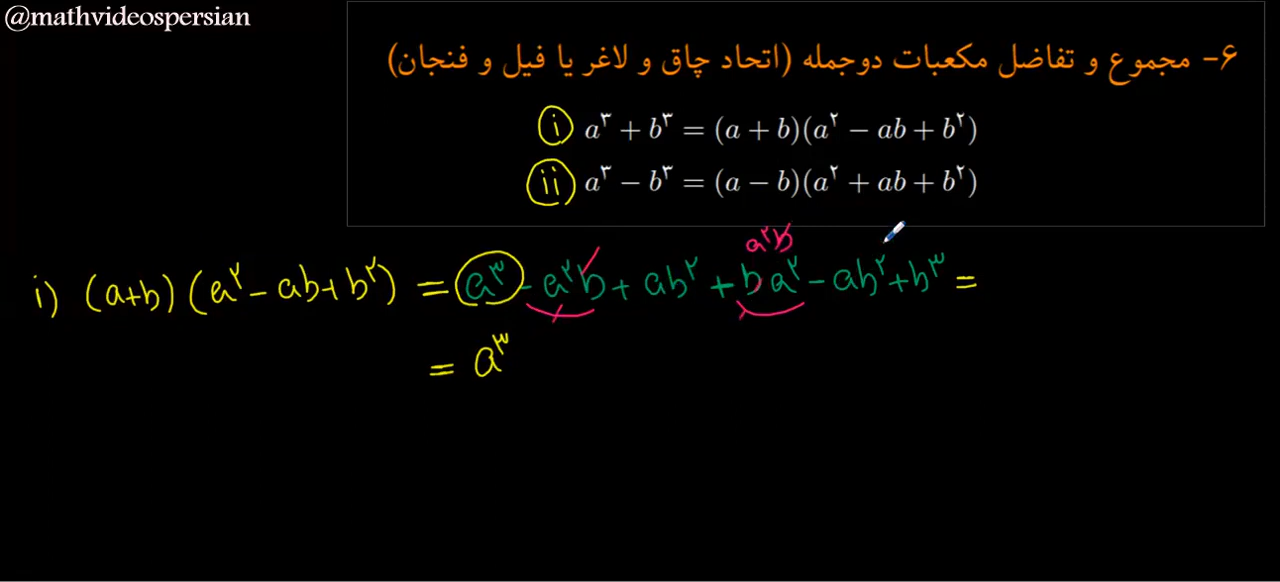 @mathvideospersian
۶- مجموع و تفاضل مکعبات دوجمله (اتحاد چاق و لاغر یا فیل و فنجان)
i a³ + b³ = (a + b)(a² − ab + b²)
ii a³ − b³ = (a − b)(a² + ab + b²)
a²b
i) (a+b) (a² − ab + b²) = a³ − a²b + ab² + ba² − ab² + b³ =
= a³